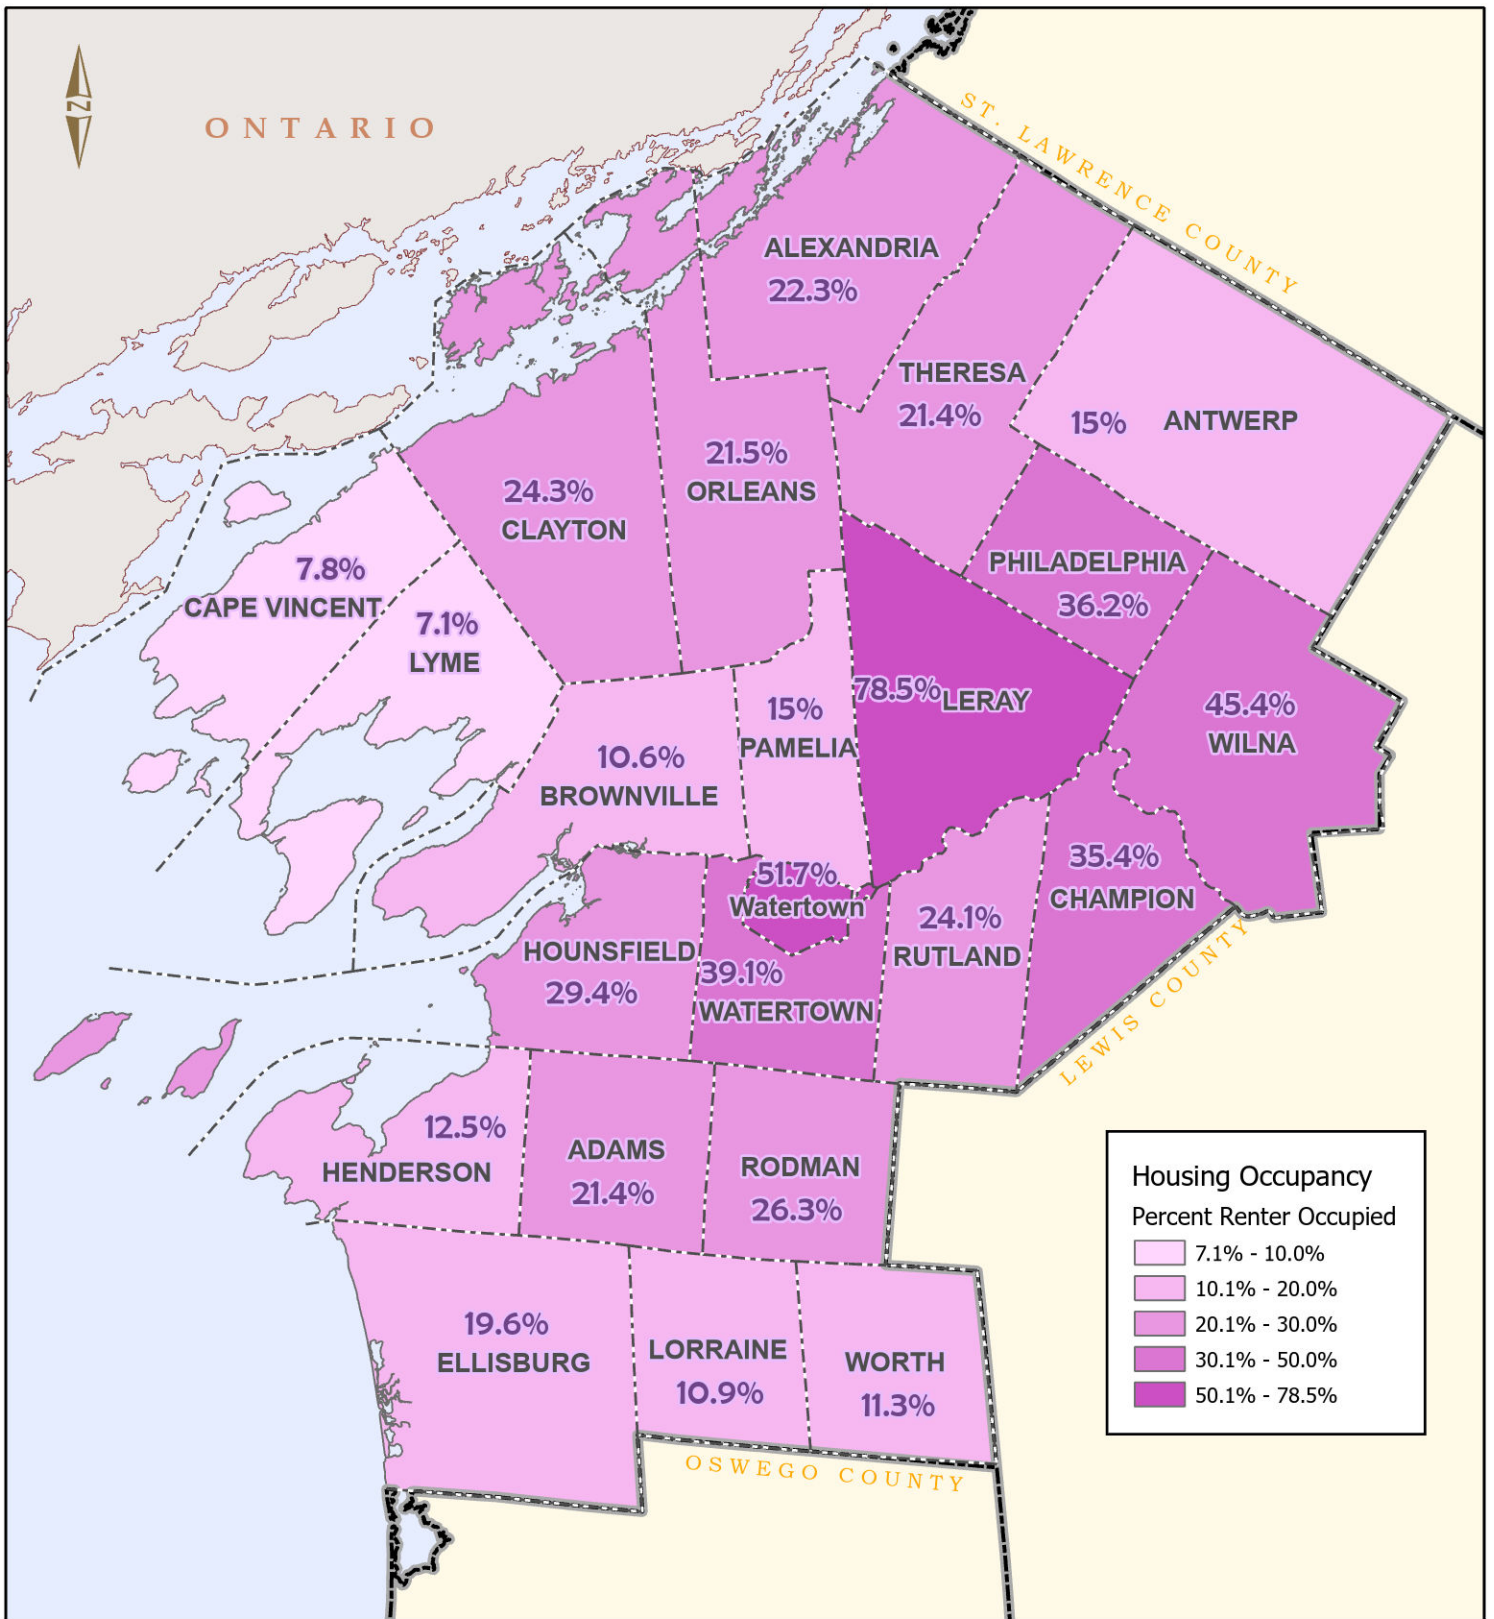 N
ONTARIO
ST. LAWRENCE COUNTY
ALEXANDRIA
22.3%
THERESA
21.4%
15%
ANTWERP
21.5%
ORLEANS
24.3%
CLAYTON
7.8%
CAPE VINCENT
7.1%
LYME
PHILADELPHIA
36.2%
78.5%
LERAY
45.4%
WILNA
15%
PAMELIA
10.6%
BROWNVILLE
51.7%
Watertown
35.4%
CHAMPION
24.1%
RUTLAND
HOUNSFIELD
29.4%
39.1%
WATERTOWN
LEWIS COUNTY
12.5%
HENDERSON
ADAMS
21.4%
RODMAN
26.3%
19.6%
ELLISBURG
LORRAINE
10.9%
WORTH
11.3%
OSWEGO COUNTY
Housing Occupancy
Percent Renter Occupied
7.1% - 10.0%
10.1% - 20.0%
20.1% - 30.0%
30.1% - 50.0%
50.1% - 78.5%